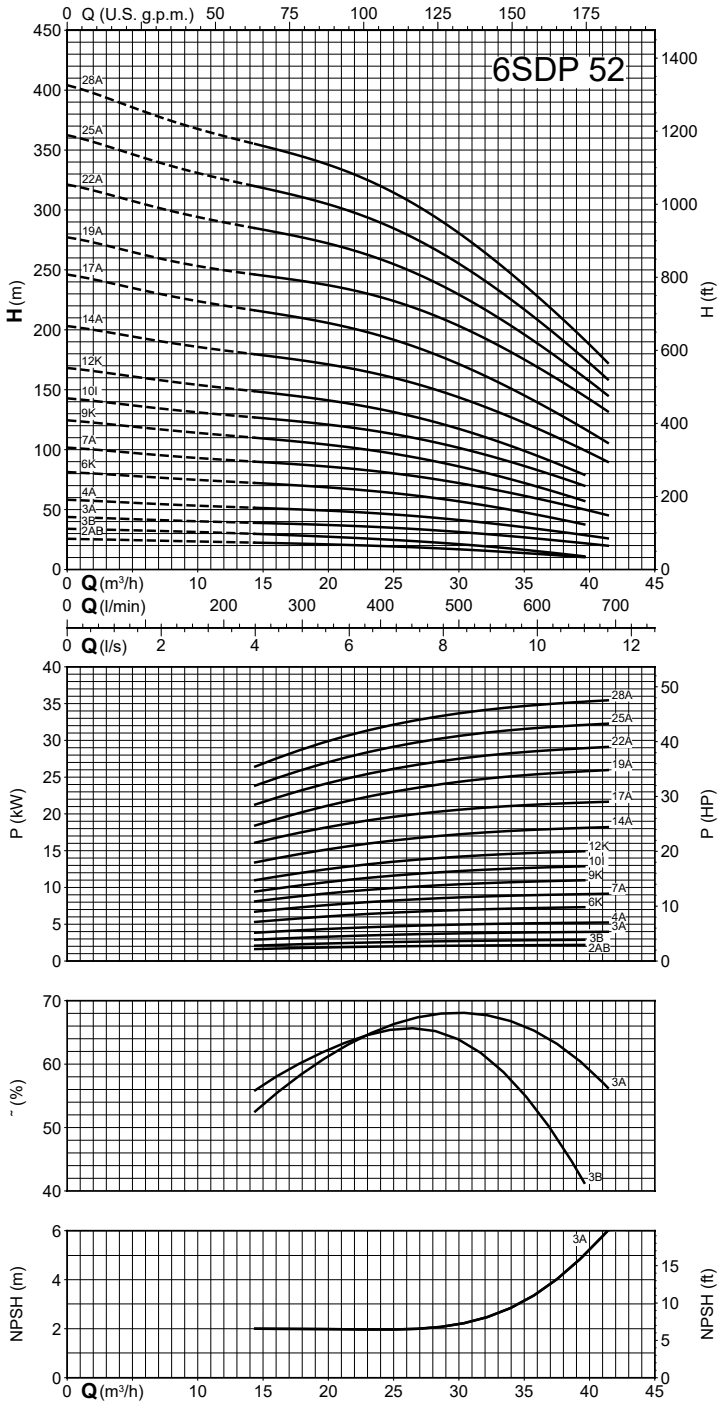 0 Q (U.S. g.p.m.) 50 75 100 125 150 175
6SDP 52
450
400
350
300
250
200
150
100
50
0
H (m)
1400
1200
1000
800
600
400
200
0
H (ft)
28A
25A
22A
19A
17A
14A
12K
10I
9K
7A
6K
4A
3A
3B
2AB
0 Q (m³/h) 10 15 20 25 30 35 40 45
0 Q (l/min) 200 300 400 500 600 700
0 Q (l/s) 2 4 6 8 10 12
40
35
30
25
20
15
10
5
0
P (kW)
50
40
30
20
10
0
P (HP)
28A
25A
22A
19A
17A
14A
12K
10I
9K
7A
6K
4A
3A
3B
2AB
70
60
50
40
~ (%)
3A
3B
6
4
2
0
NPSH (m)
15
10
5
0
NPSH (ft)
3A
0 Q (m³/h) 10 15 20 25 30 35 40 45